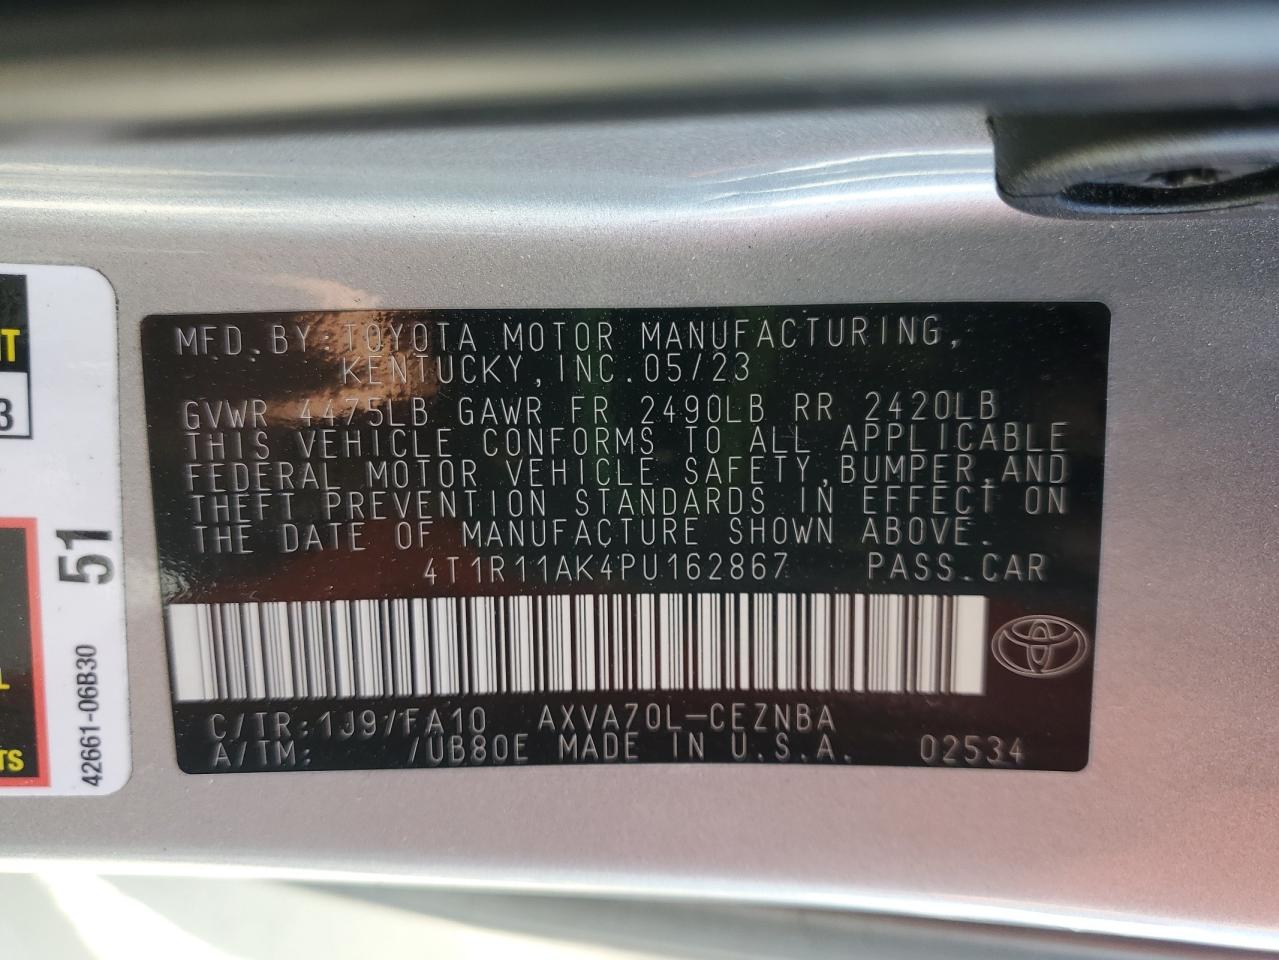 MFD. BY: TOYOTA MOTOR MANUFACTURING,
KENTUCKY, INC. 05/23
GVWR 4475LB GAWR FR 2490LB RR 2420LB
THIS VEHICLE CONFORMS TO ALL APPLICABLE
FEDERAL MOTOR VEHICLE SAFETY, BUMPER, AND
THEFT PREVENTION STANDARDS IN EFFECT ON
THE DATE OF MANUFACTURE SHOWN ABOVE.
4T1R11AK4PU162867 PASS.CAR
C/TR:1J9/FA10 AXVA70L-CEZNBA
A/TM: /UB80E MADE IN U.S.A. 02534
51
42661-06B30